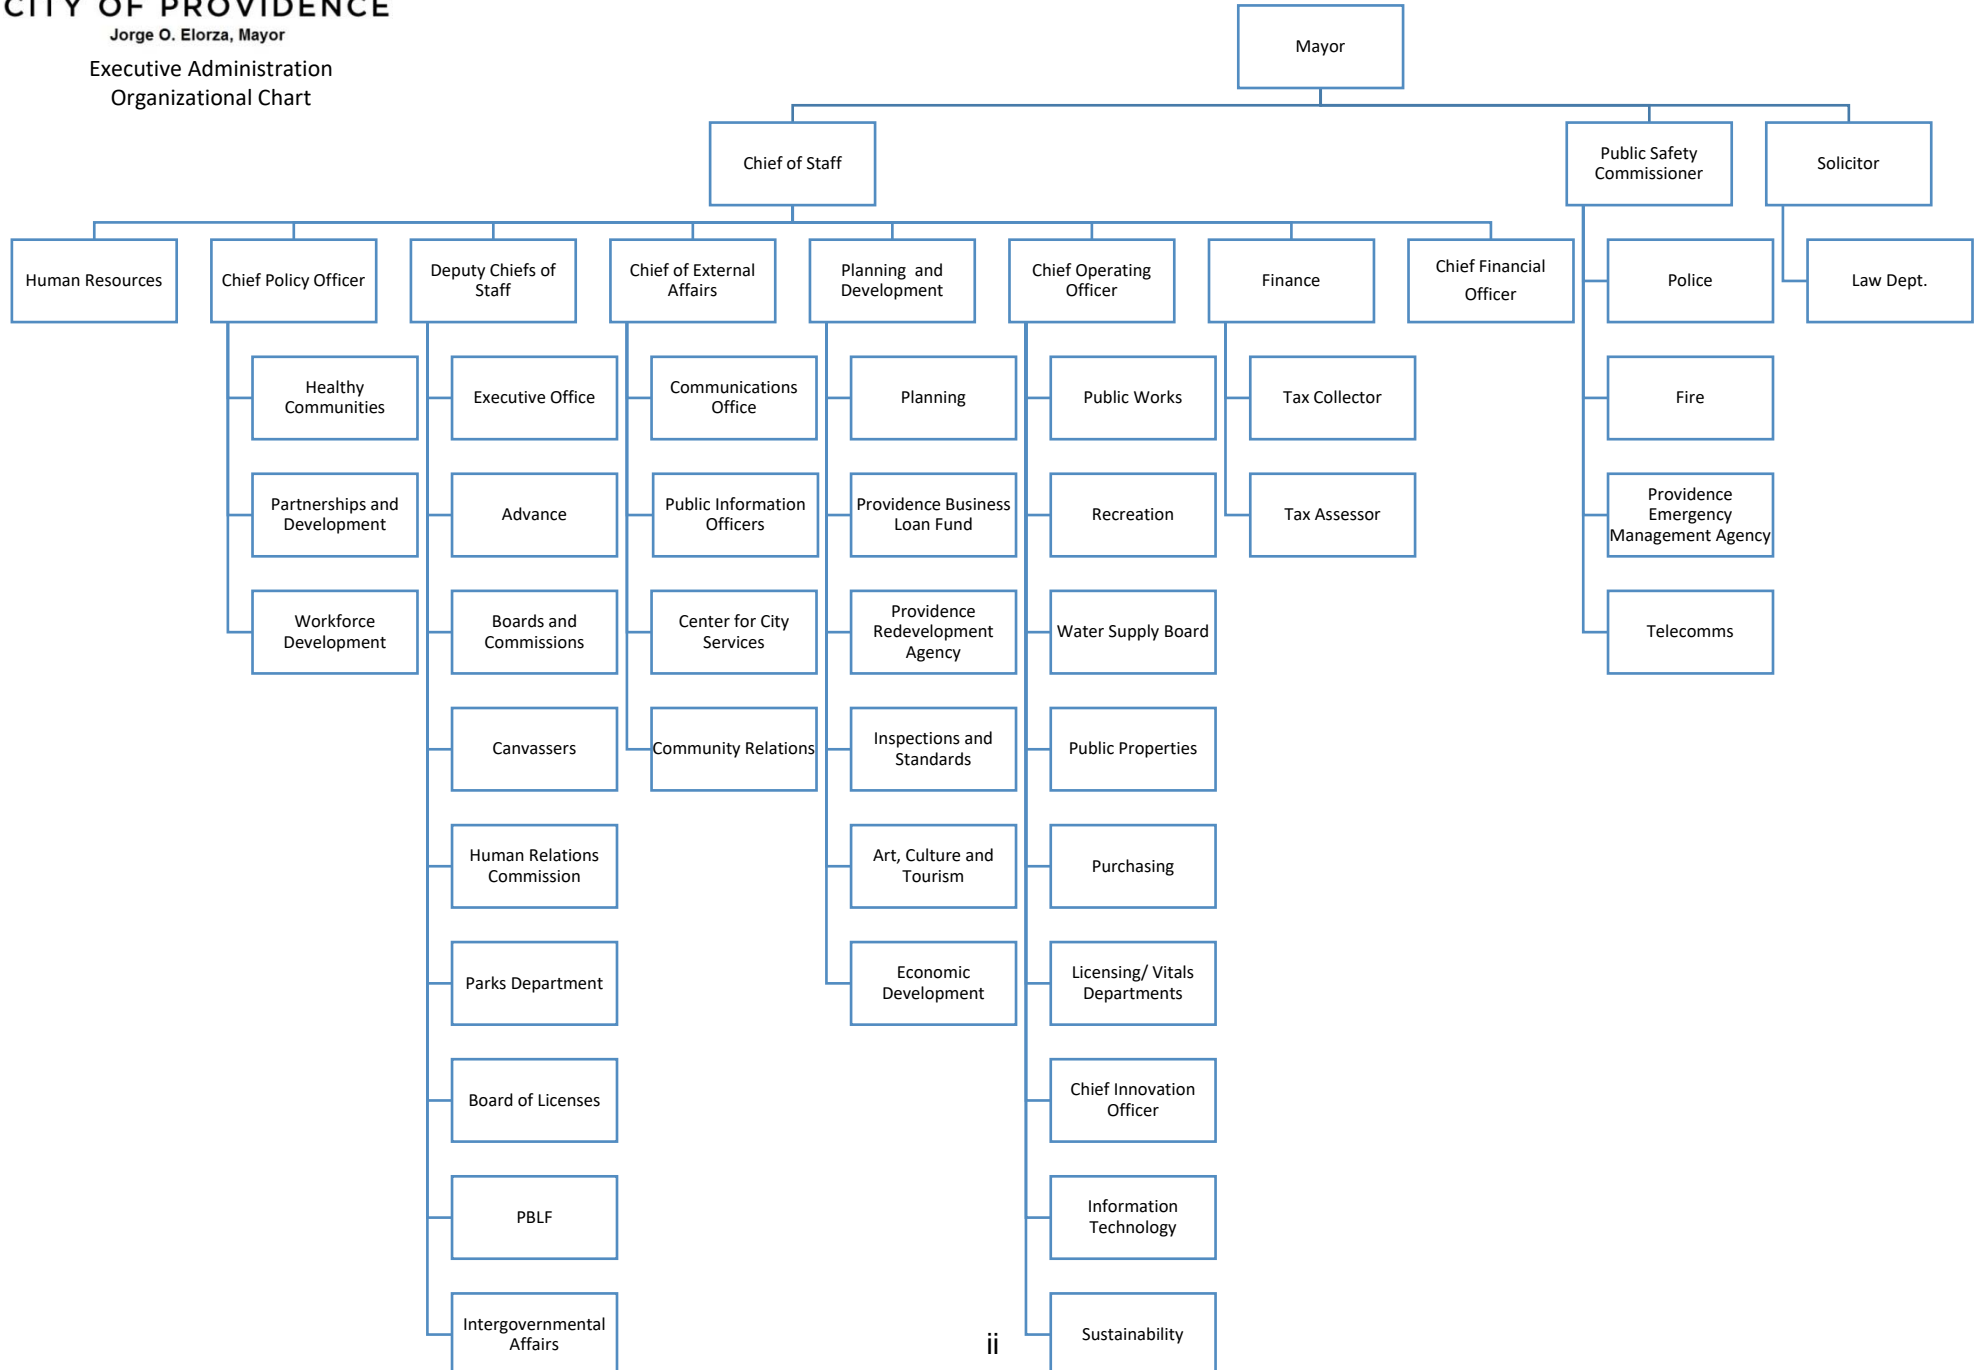 CITY OF PROVIDENCE
Jorge O. Elorza, Mayor
Executive Administration
Organizational Chart
Mayor
Chief of Staff
Public Safety
Commissioner
Solicitor
Human Resources
Chief Policy Officer
Deputy Chiefs of
Staff
Chief of External
Affairs
Planning and
Development
Chief Operating
Officer
Finance
Chief Financial
Officer
Police
Law Dept.
Healthy
Communities
Executive Office
Communications
Office
Planning
Public Works
Tax Collector
Fire
Partnerships and
Development
Advance
Public Information
Officers
Providence Business
Loan Fund
Recreation
Tax Assessor
Providence
Emergency
Management Agency
Workforce
Development
Boards and
Commissions
Center for City
Services
Providence
Redevelopment
Agency
Water Supply Board
Telecomms
Canvassers
Community Relations
Inspections and
Standards
Public Properties
Human Relations
Commission
Art, Culture and
Tourism
Purchasing
Parks Department
Economic
Development
Licensing/ Vitals
Departments
Board of Licenses
Chief Innovation
Officer
PBLF
Information
Technology
Intergovernmental
Affairs
Sustainability
ii